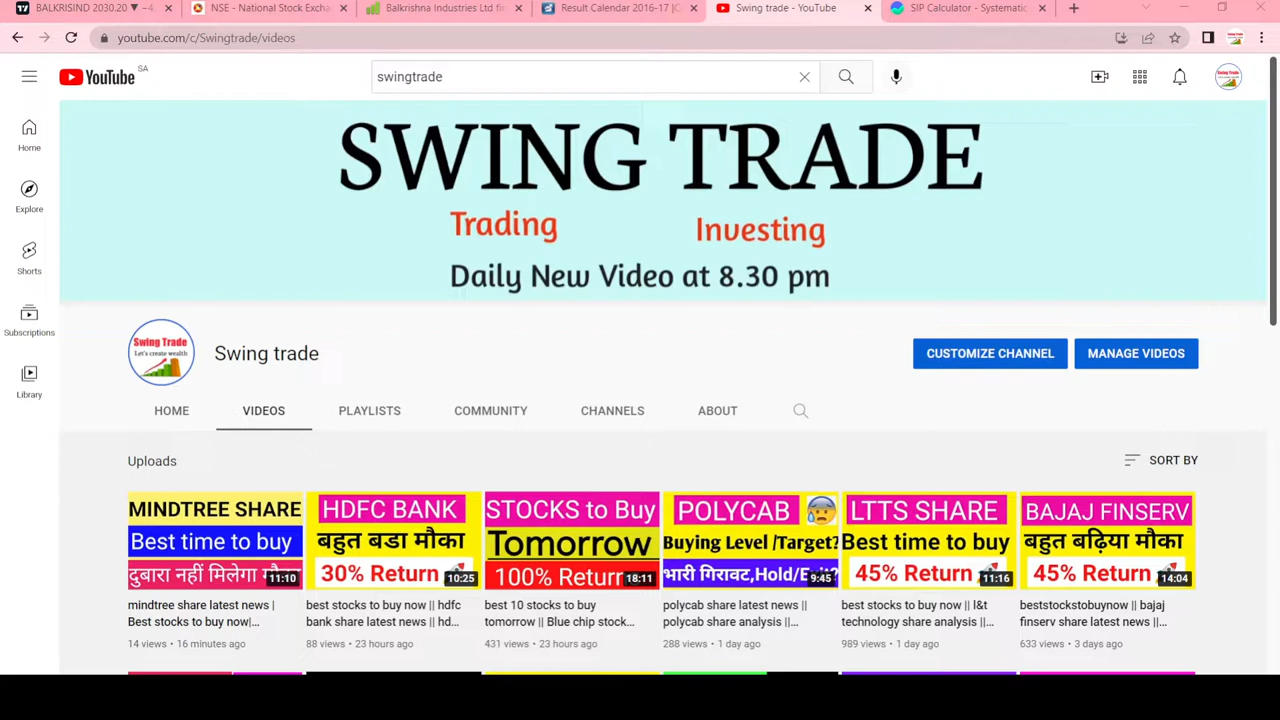 BALKRISIND 2030.20 ▼ −4.
NSE - National Stock Excha
Balkrishna Industries Ltd fi
Result Calendar 2016-17 |C
Swing trade - YouTube
SIP Calculator - Systematic
youtube.com/c/Swingtrade/videos
YouTube SA
swingtrade
SWING TRADE
Trading Investing
Daily New Video at 8.30 pm
Home
Explore
Shorts
Subscriptions
Library
Swing Trade
Let's create wealth
Swing trade
CUSTOMIZE CHANNEL
MANAGE VIDEOS
HOME
VIDEOS
PLAYLISTS
COMMUNITY
CHANNELS
ABOUT
Uploads
SORT BY
MINDTREE SHARE
Best time to buy
दुबारा नहीं मिलेगा मौका
11:10
mindtree share latest news |
Best stocks to buy now|...
14 views • 16 minutes ago
HDFC BANK
बहुत बडा मौका
30% Return
10:25
best stocks to buy now || hdfc
bank share latest news || hd...
88 views • 23 hours ago
STOCKS to Buy
Tomorrow
100% Return
18:11
best 10 stocks to buy
tomorrow || Blue chip stock...
431 views • 23 hours ago
POLYCAB
Buying Level /Target?
भारी गिरावट,Hold/Exit?
9:45
polycab share latest news ||
polycab share analysis ||...
288 views • 1 day ago
LTTS SHARE
Best time to buy
45% Return
11:16
best stocks to buy now || l&t
technology share analysis ||...
989 views • 1 day ago
BAJAJ FINSERV
बहुत बढ़िया मौका
45% Return
14:04
beststockstobuynow || bajaj
finserv share latest news ||...
633 views • 3 days ago